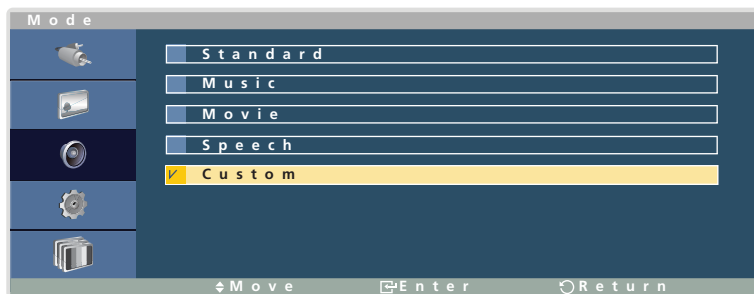 Mode
Standard
Music
Movie
Speech
Custom
Move Enter Return